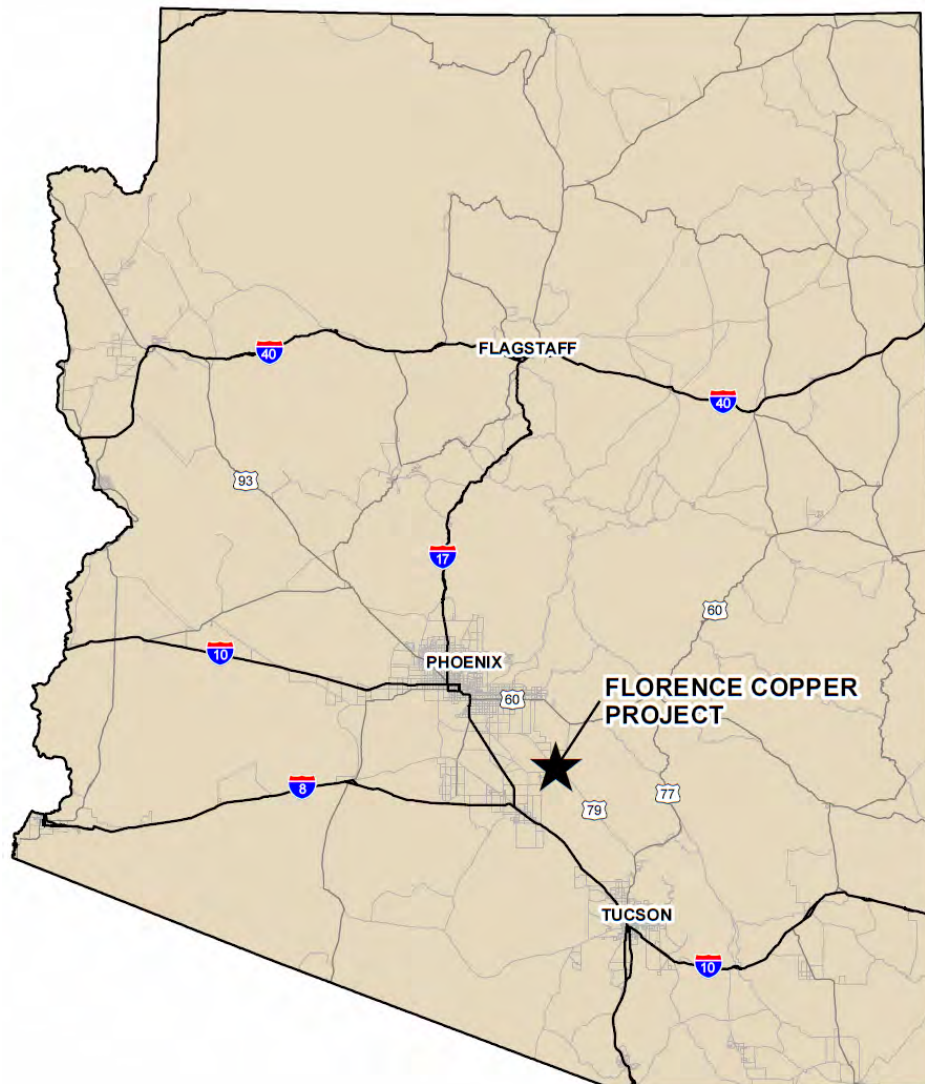 40
FLAGSTAFF
40
93
17
60
10
PHOENIX
60
FLORENCE COPPER
PROJECT
8
79
77
TUCSON
10